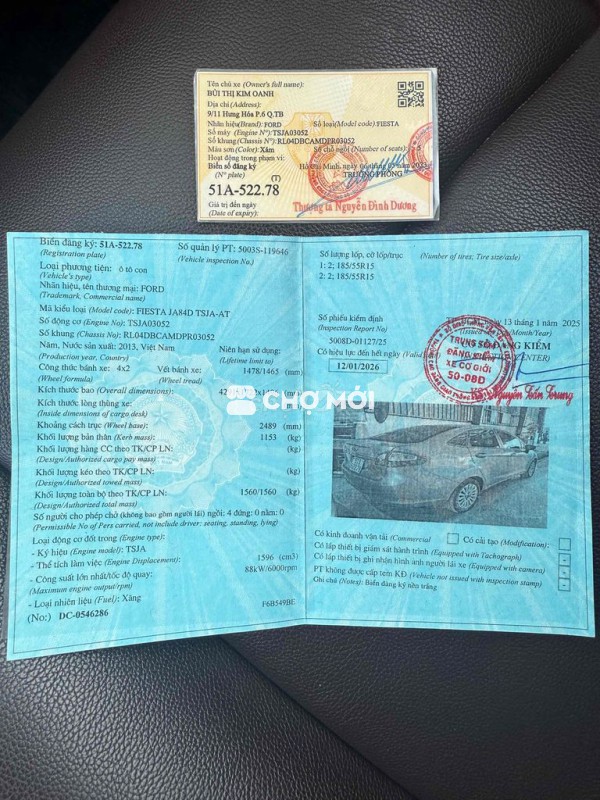 Tên chủ xe (Owner's full name):
BÙI THỊ KIM OANH
Địa chỉ (Address):
9/11 Hưng Hóa P.6 Q.TB
Nhãn hiệu (Brand): FORD Số loại (Model code): FIESTA
Số máy (Engine N°): TSJA03052
Số khung (Chassis N°): RL04DBCAMDPR03052
Màu sơn (Color): Xám Số chỗ ngồi (Number of seats):
Hoạt động trong phạm vi:
Biển số đăng ký
(N° plate)
(T)
TRƯỞNG PHÒNG
51A-522.78
Giá trị đến ngày
(Date of expiry):
Thượng tá Nguyễn Đình Dương
Biển đăng ký: 51A-522.78 Số quản lý PT: 5003S-119646
(Registration plate) (Vehicle inspection No.)
Loại phương tiện: ô tô con
(Vehicle's type)
Nhãn hiệu, tên thương mại: FORD
(Trademark, Commercial name)
Mã kiểu loại (Model code): FIESTA JA84D TSJA-AT
Số động cơ (Engine No): TSJA03052
Số khung (Chassis No): RL04DBCAMDPR03052
Năm, Nước sản xuất: 2013, Việt Nam Niên hạn sử dụng:
(Production year, Country) (Lifetime limit to)
Công thức bánh xe: 4x2 Vết bánh xe: 1478/1465 (mm)
(Wheel formula) (Wheel tread)
Kích thước bao (Overall dimensions): (mm)
Kích thước lòng thùng xe: (mm)
(Inside dimensions of cargo desk)
Khoảng cách trục (Wheel base): 2489 (mm)
Khối lượng bản thân (Kerb mass): 1153 (kg)
Khối lượng hàng CC theo TK/CP LN: (kg)
(Design/Authorized cargo pay mass)
Khối lượng kéo theo TK/CP LN: (kg)
(Design/Authorized towed mass)
Khối lượng toàn bộ theo TK/CP LN: 1560/1560 (kg)
(Design/Authorized total mass)
Số người cho phép chở (không bao gồm người lái) ngồi: 4 đứng: 0 nằm: 0
(Permissible No of Pers carried, not include driver: seating, standing, lying)
Loại động cơ đốt trong (Engine type):
- Ký hiệu (Engine model): TSJA
- Thể tích làm việc (Engine Displacement): 1596 (cm3)
- Công suất lớn nhất/tốc độ quay: 88kW/6000rpm
(Maximum engine output/rpm)
- Loại nhiên liệu (Fuel): Xăng
(No:) DC-0546286 F6B549BE
Số lượng lốp, cỡ lốp/trục (Number of tires; Tire size/axle)
1: 2; 185/55R15
2: 2; 185/55R15
Số phiếu kiểm định
(Inspection Report No)
5008D-01127/25
13 tháng 1 năm 2025
Có hiệu lực đến hết ngày
12/01/2026
TRUNG TÂM
ĐĂNG KIỂM
XE CƠ GIỚI
50-08D
Nguyễn Tấn Trung
CHỢ MỚI
Có kinh doanh vận tải (Commercial Có cải tạo (Modification):
Có lắp thiết bị giám sát hành trình (Equipped with Tachograph)
Có lắp thiết bị ghi nhận hình ảnh người lái xe (Equipped with camera)
PT không được cấp tem KĐ (Vehicle not issued with inspection stamp)
Ghi chú (Notes): Biển đăng ký nền trắng